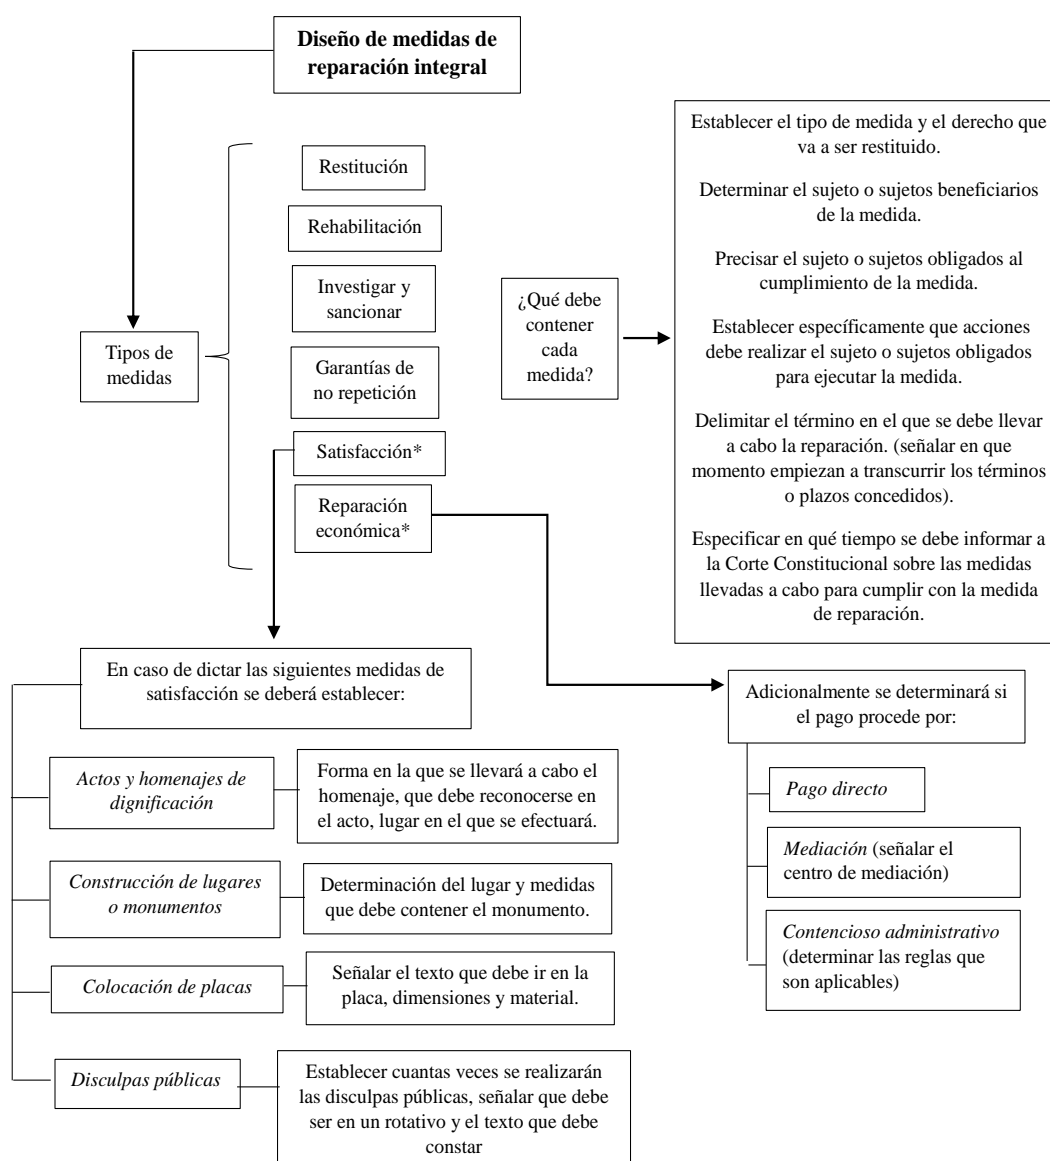 Diseño de medidas de
reparación integral
Tipos de
medidas
Restitución
Rehabilitación
Investigar y
sancionar
Garantías de
no repetición
Satisfacción*
Reparación
económica*
¿Qué debe
contener
cada
medida?
Establecer el tipo de medida y el derecho que
va a ser restituido.
Determinar el sujeto o sujetos beneficiarios
de la medida.
Precisar el sujeto o sujetos obligados al
cumplimiento de la medida.
Establecer específicamente que acciones
debe realizar el sujeto o sujetos obligados
para ejecutar la medida.
Delimitar el término en el que se debe llevar
a cabo la reparación. (señalar en que
momento empiezan a transcurrir los términos
o plazos concedidos).
Especificar en qué tiempo se debe informar a
la Corte Constitucional sobre las medidas
llevadas a cabo para cumplir con la medida
de reparación.
En caso de dictar las siguientes medidas de
satisfacción se deberá establecer:
Actos y homenajes de
dignificación
Forma en la que se llevará a cabo el
homenaje, que debe reconocerse en
el acto, lugar en el que se efectuará.
Construcción de lugares
o monumentos
Determinación del lugar y medidas
que debe contener el monumento.
Colocación de placas
Señalar el texto que debe ir en la
placa, dimensiones y material.
Disculpas públicas
Establecer cuantas veces se realizarán
las disculpas públicas, señalar que debe
ser en un rotativo y el texto que debe
constar
Adicionalmente se determinará si
el pago procede por:
Pago directo
Mediación (señalar el
centro de mediación)
Contencioso administrativo
(determinar las reglas que
son aplicables)